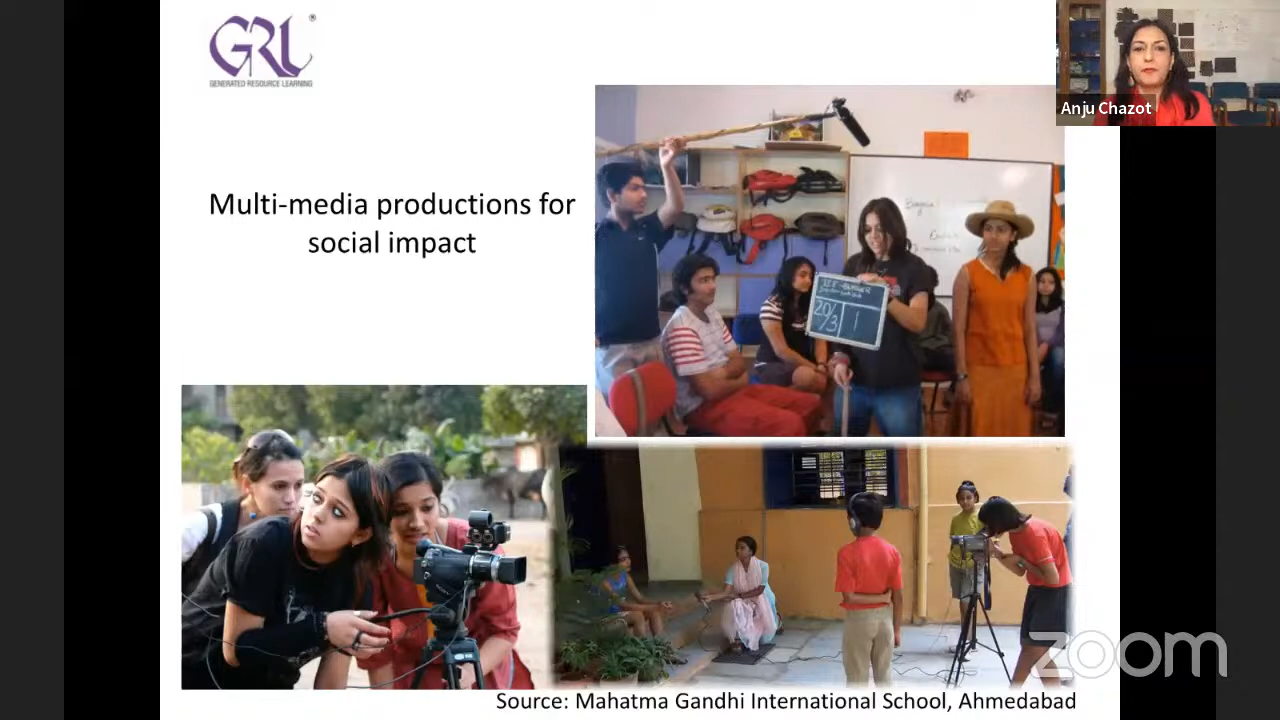 GRL®
GENERATED RESOURCE LEARNING
Anju Chazot
Multi-media productions for
social impact
20/3
1
zoom
Source: Mahatma Gandhi International School, Ahmedabad